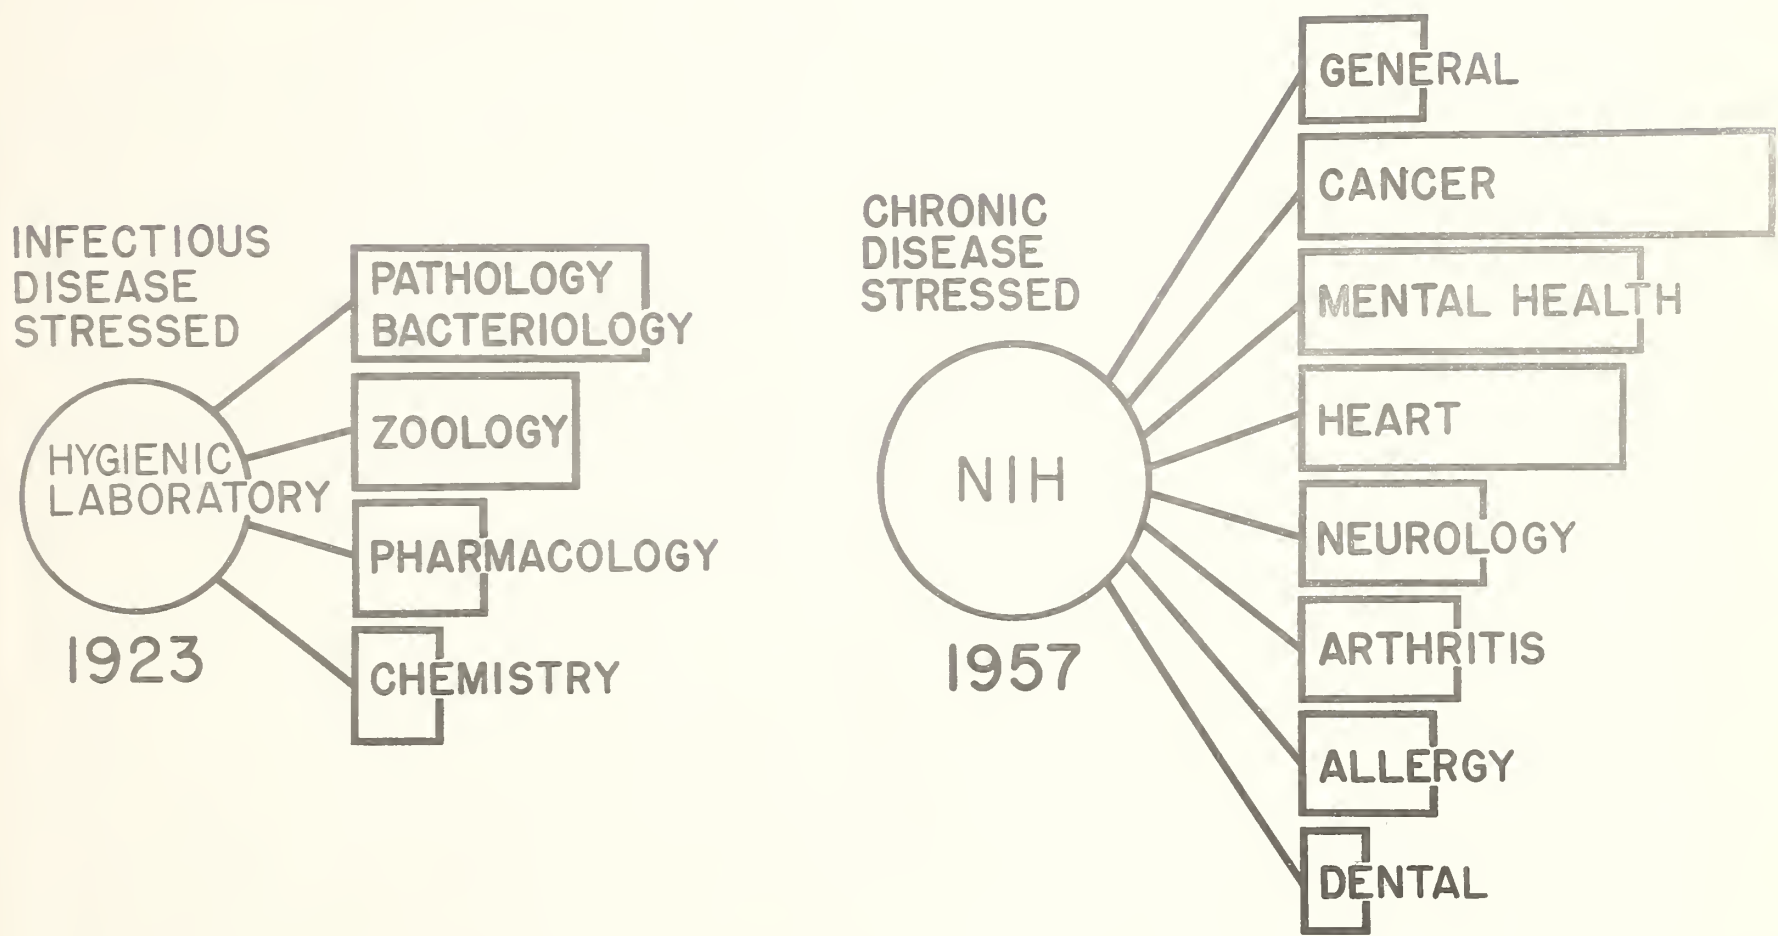 INFECTIOUS
DISEASE
STRESSED
HYGIENIC
LABORATORY
1923
PATHOLOGY
BACTERIOLOGY
ZOOLOGY
PHARMACOLOGY
CHEMISTRY
CHRONIC
DISEASE
STRESSED
NIH
1957
GENERAL
CANCER
MENTAL HEALTH
HEART
NEUROLOGY
ARTHRITIS
ALLERGY
DENTAL